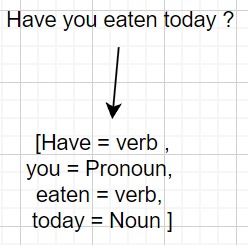 Have you eaten today ?
[Have = verb ,
you = Pronoun,
eaten = verb,
today = Noun ]